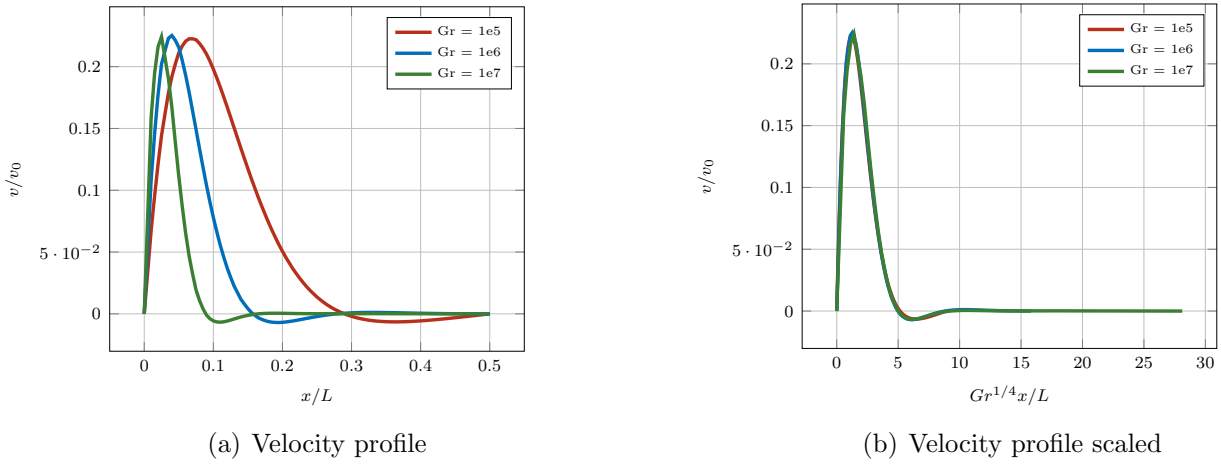 Gr = 1e5
Gr = 1e6
Gr = 1e7
0.2
0.15
0.1
5 · 10⁻²
0
v/v₀
0 0.1 0.2 0.3 0.4 0.5
x/L
(a) Velocity profile
Gr = 1e5
Gr = 1e6
Gr = 1e7
0.2
0.15
0.1
5 · 10⁻²
0
v/v₀
0 5 10 15 20 25 30
Gr^{1/4}x/L
(b) Velocity profile scaled